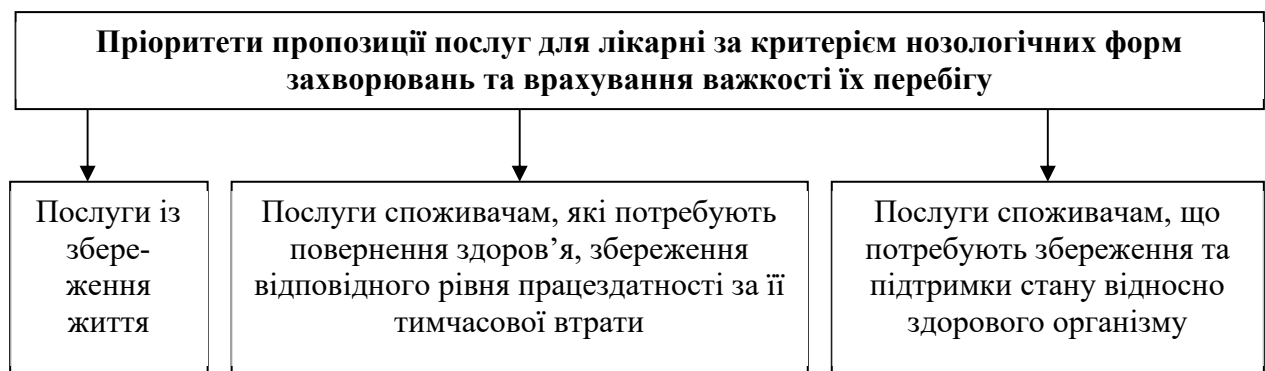 Пріоритети пропозиції послуг для лікарні за критерієм нозологічних форм
захворювань та врахування важкості їх перебігу
Послуги із
збере-
ження
життя
Послуги споживачам, які потребують
повернення здоров’я, збереження
відповідного рівня працездатності за її
тимчасової втрати
Послуги споживачам, що
потребують збереження та
підтримки стану відносно
здорового організму